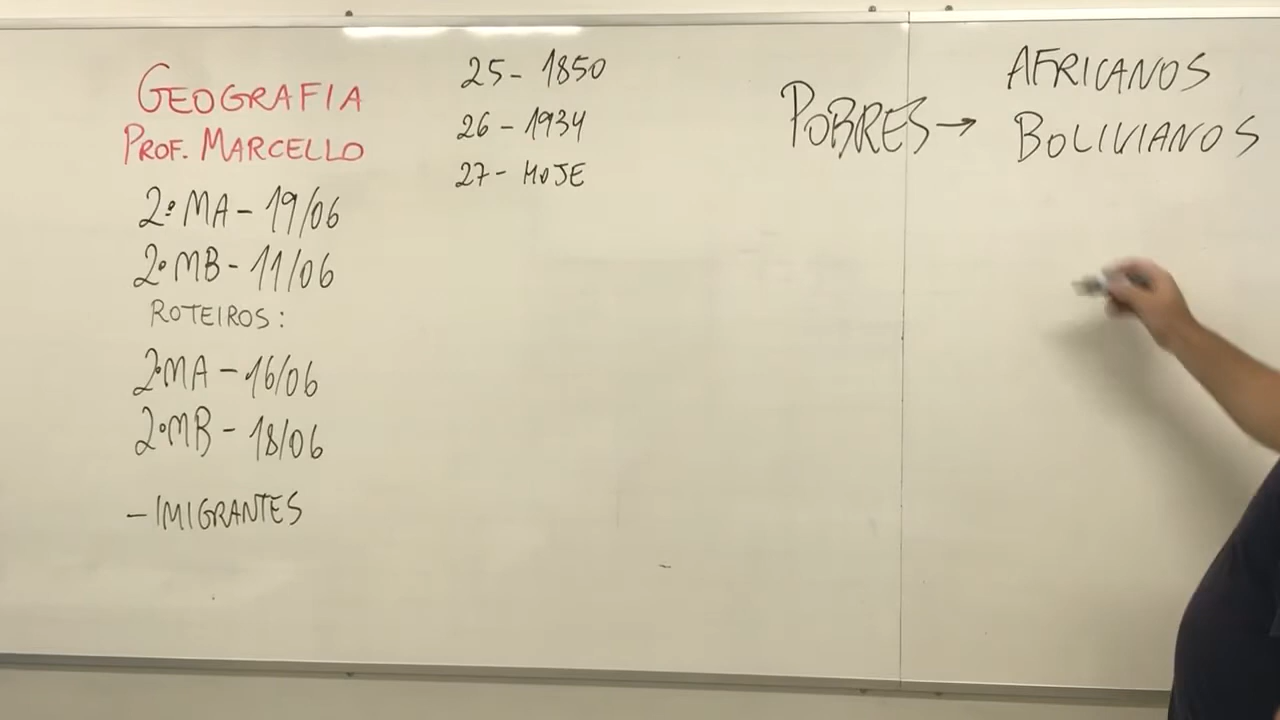 GEOGRAFIA
PROF. MARCELLO
2º MA - 19/06
2º MB - 11/06
ROTEIROS:
2º MA - 16/06
2º MB - 18/06
- IMIGRANTES
25 - 1850
26 - 1934
27 - HOJE
POBRES →
AFRICANOS
BOLIVIANOS